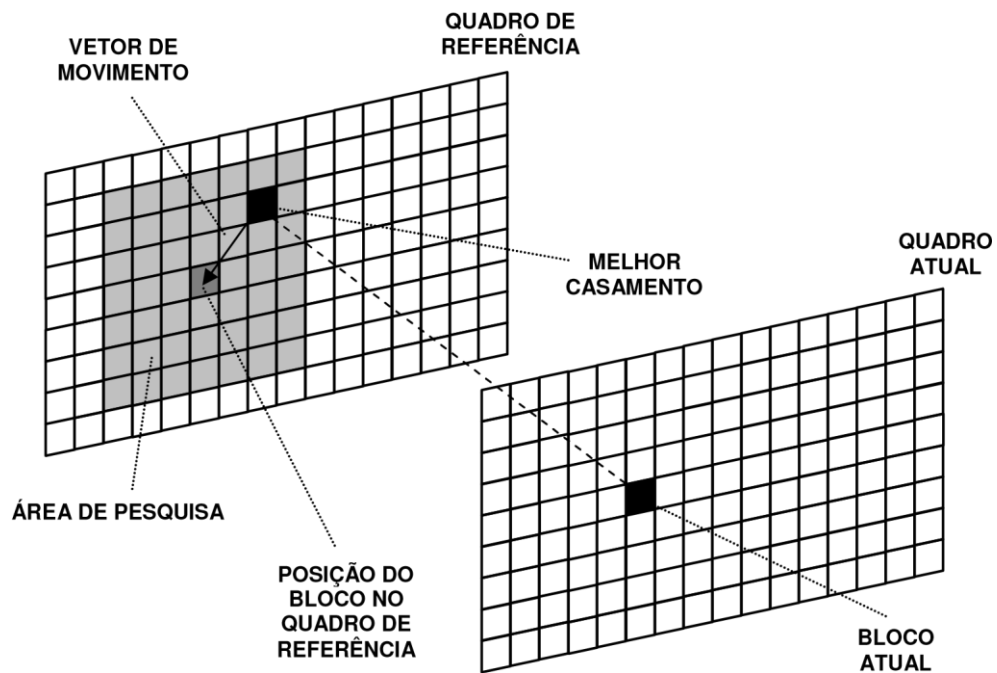 QUADRO DE
REFERÊNCIA
VETOR DE
MOVIMENTO
MELHOR
CASAMENTO
QUADRO
ATUAL
ÁREA DE PESQUISA
POSIÇÃO DO
BLOCO NO
QUADRO DE
REFERÊNCIA
BLOCO
ATUAL